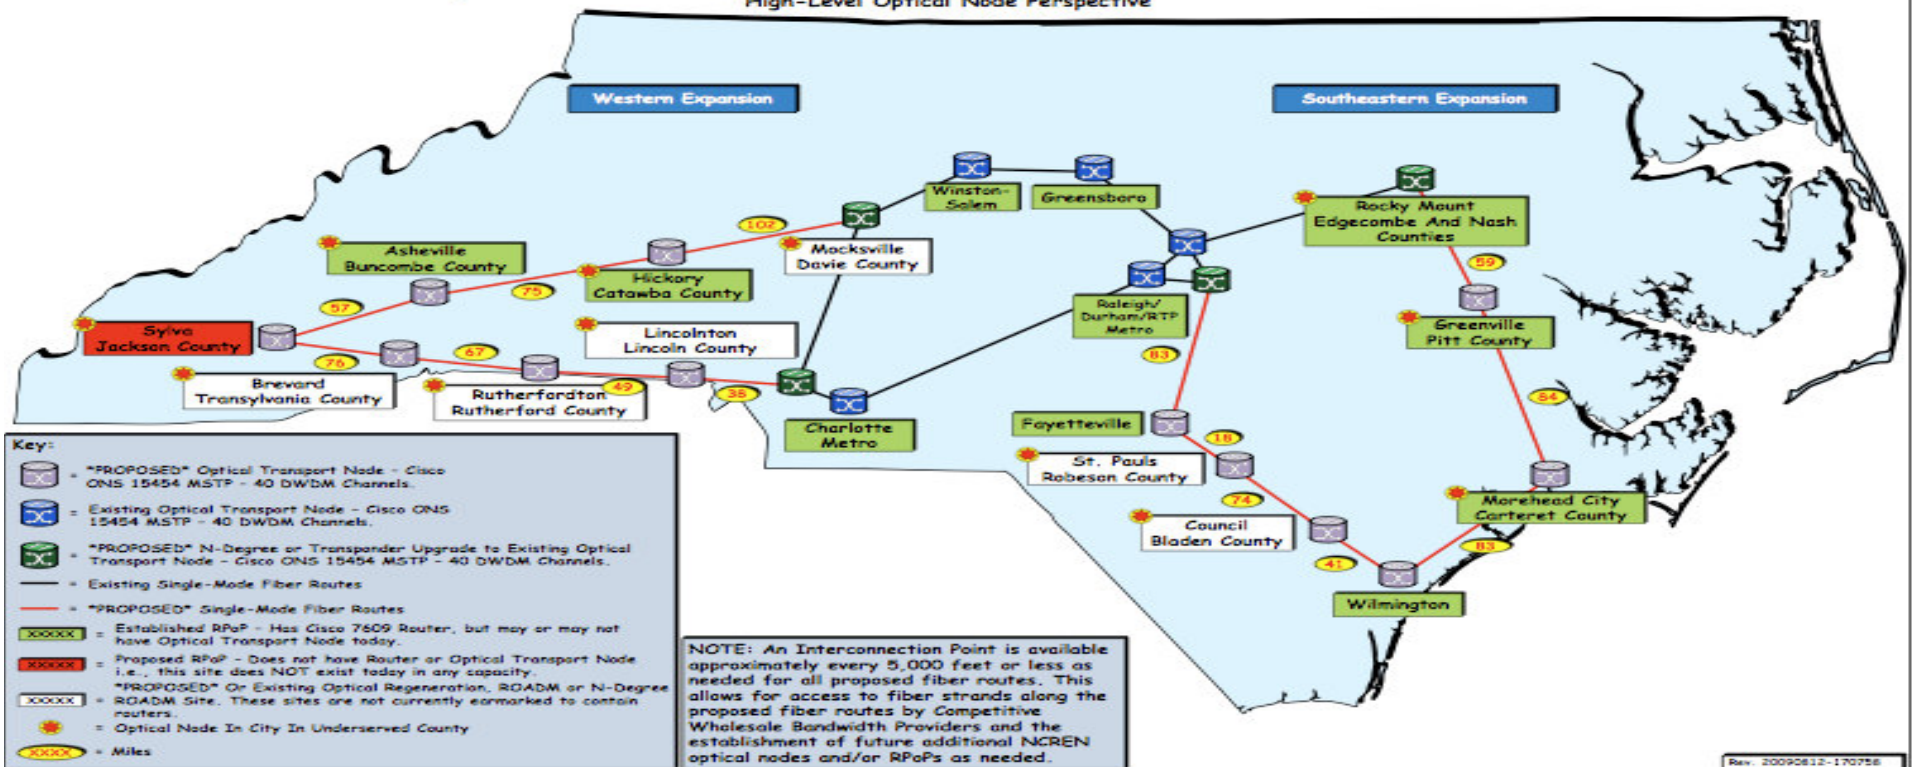 High-Level Optical Node Perspective
Western Expansion
Southeastern Expansion
Winston-
Salem
Greensboro
Rocky Mount
Edgecombe And Nash
Counties
102
Mocksville
Davie County
Asheville
Buncombe County
Hickory
Catawba County
75
57
59
Sylva
Jackson County
Lincolnton
Lincoln County
Raleigh/
Durham/RTP
Metro
Greenville
Pitt County
76
67
83
Brevard
Transylvania County
Rutherfordton
Rutherford County
49
38
84
Charlotte
Metro
Fayetteville
18
St. Pauls
Robeson County
74
Morehead City
Carteret County
Council
Bladen County
83
41
Wilmington
Key:
= *PROPOSED* Optical Transport Node - Cisco
ONS 15454 MSTP - 40 DWDM Channels.
= Existing Optical Transport Node - Cisco ONS
15454 MSTP - 40 DWDM Channels.
= *PROPOSED* N-Degree or Transponder Upgrade to Existing Optical
Transport Node - Cisco ONS 15454 MSTP - 40 DWDM Channels.
= Existing Single-Mode Fiber Routes
= *PROPOSED* Single-Mode Fiber Routes
XXXXX = Established RPoP - Has Cisco 7609 Router, but may or may not
have Optical Transport Node today.
XXXXX = Proposed RPoP - Does not have Router or Optical Transport Node
i.e., this site does NOT exist today in any capacity.
*PROPOSED* Or Existing Optical Regeneration, ROADM or N-Degree
XXXXX = ROADM Site. These sites are not currently earmarked to contain
routers.
= Optical Node In City In Underserved County
XXXX = Miles
NOTE: An Interconnection Point is available
approximately every 5,000 feet or less as
needed for all proposed fiber routes. This
allows for access to fiber strands along the
proposed fiber routes by Competitive
Wholesale Bandwidth Providers and the
establishment of future additional NCREN
optical nodes and/or RPoPs as needed.
Rev. 20090812-170756